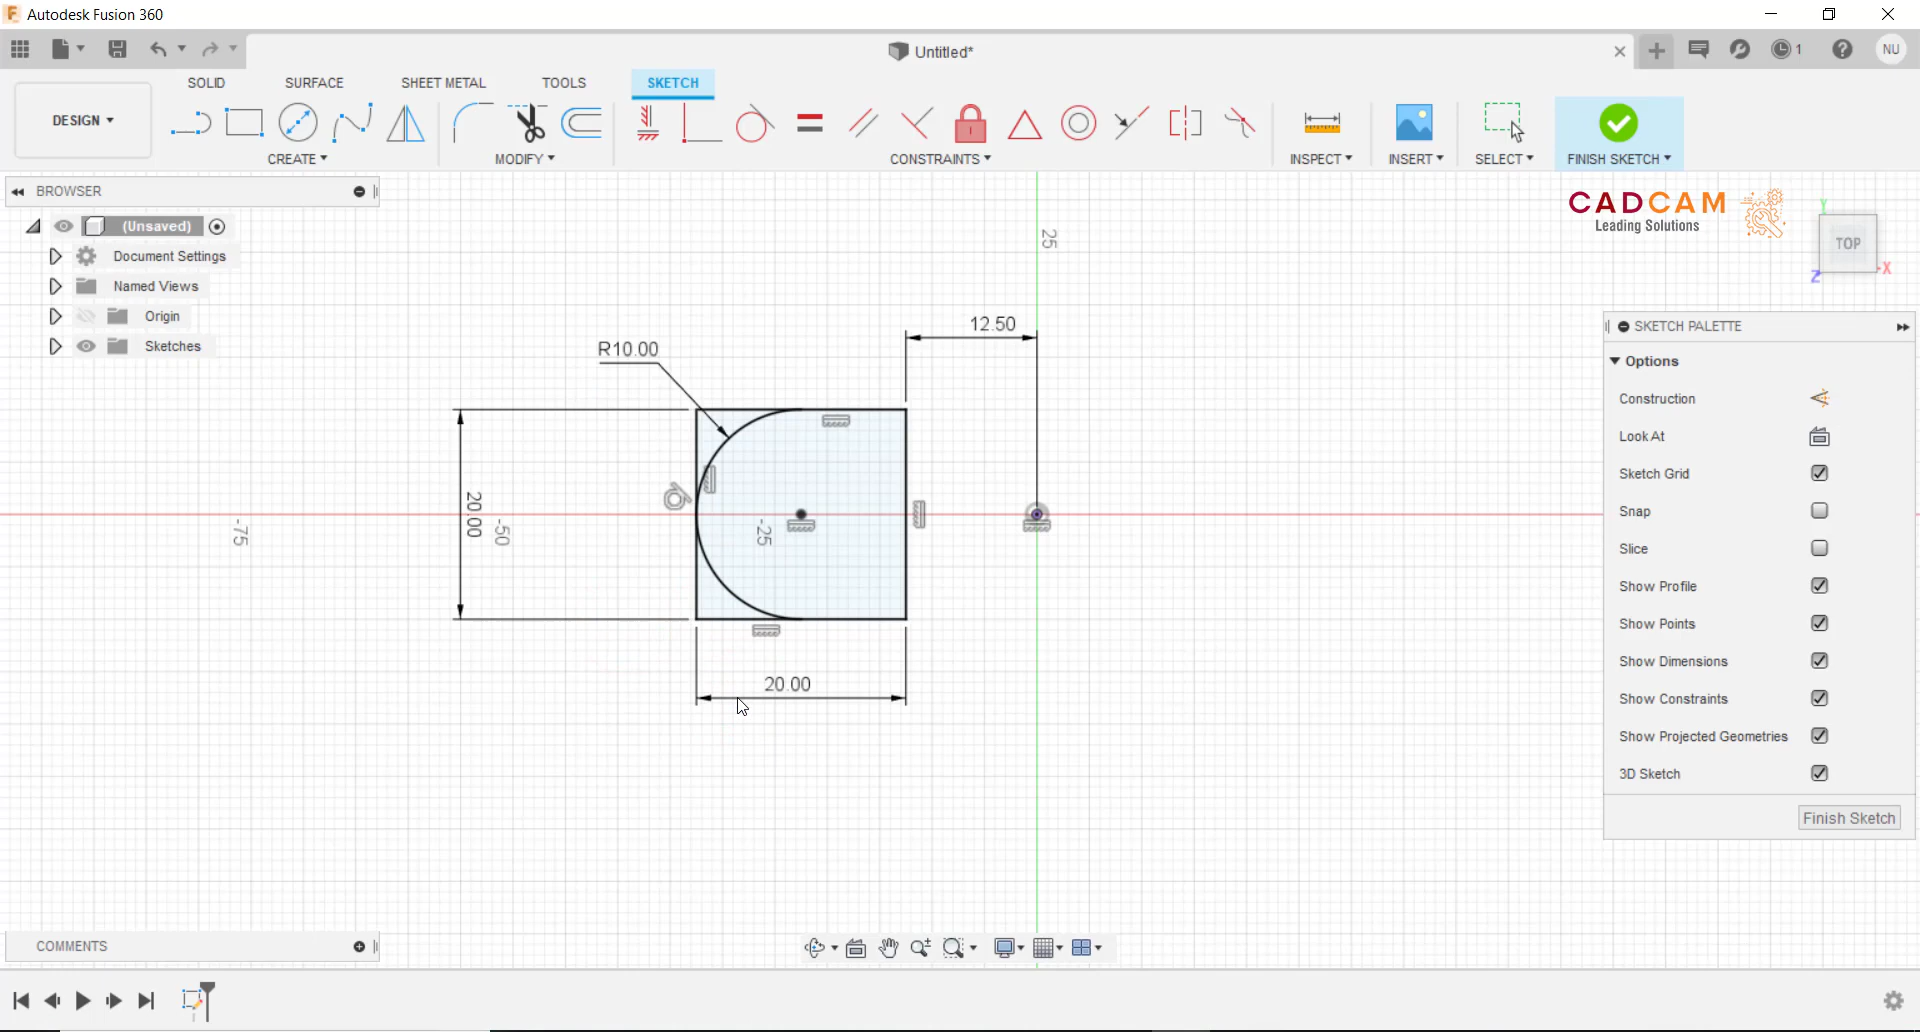 Autodesk Fusion 360
Untitled*
1
NU
SOLID
SURFACE
SHEET METAL
TOOLS
SKETCH
DESIGN
CREATE
MODIFY
CONSTRAINTS
INSPECT
INSERT
SELECT
FINISH SKETCH
BROWSER
(Unsaved)
Document Settings
Named Views
Origin
Sketches
CADCAM
Leading Solutions
Y
TOP
X
Z
25
12.50
R10.00
20.00
-75
-50
-25
20.00
SKETCH PALETTE
Options
Construction
Look At
Sketch Grid
Snap
Slice
Show Profile
Show Points
Show Dimensions
Show Constraints
Show Projected Geometries
3D Sketch
Finish Sketch
COMMENTS